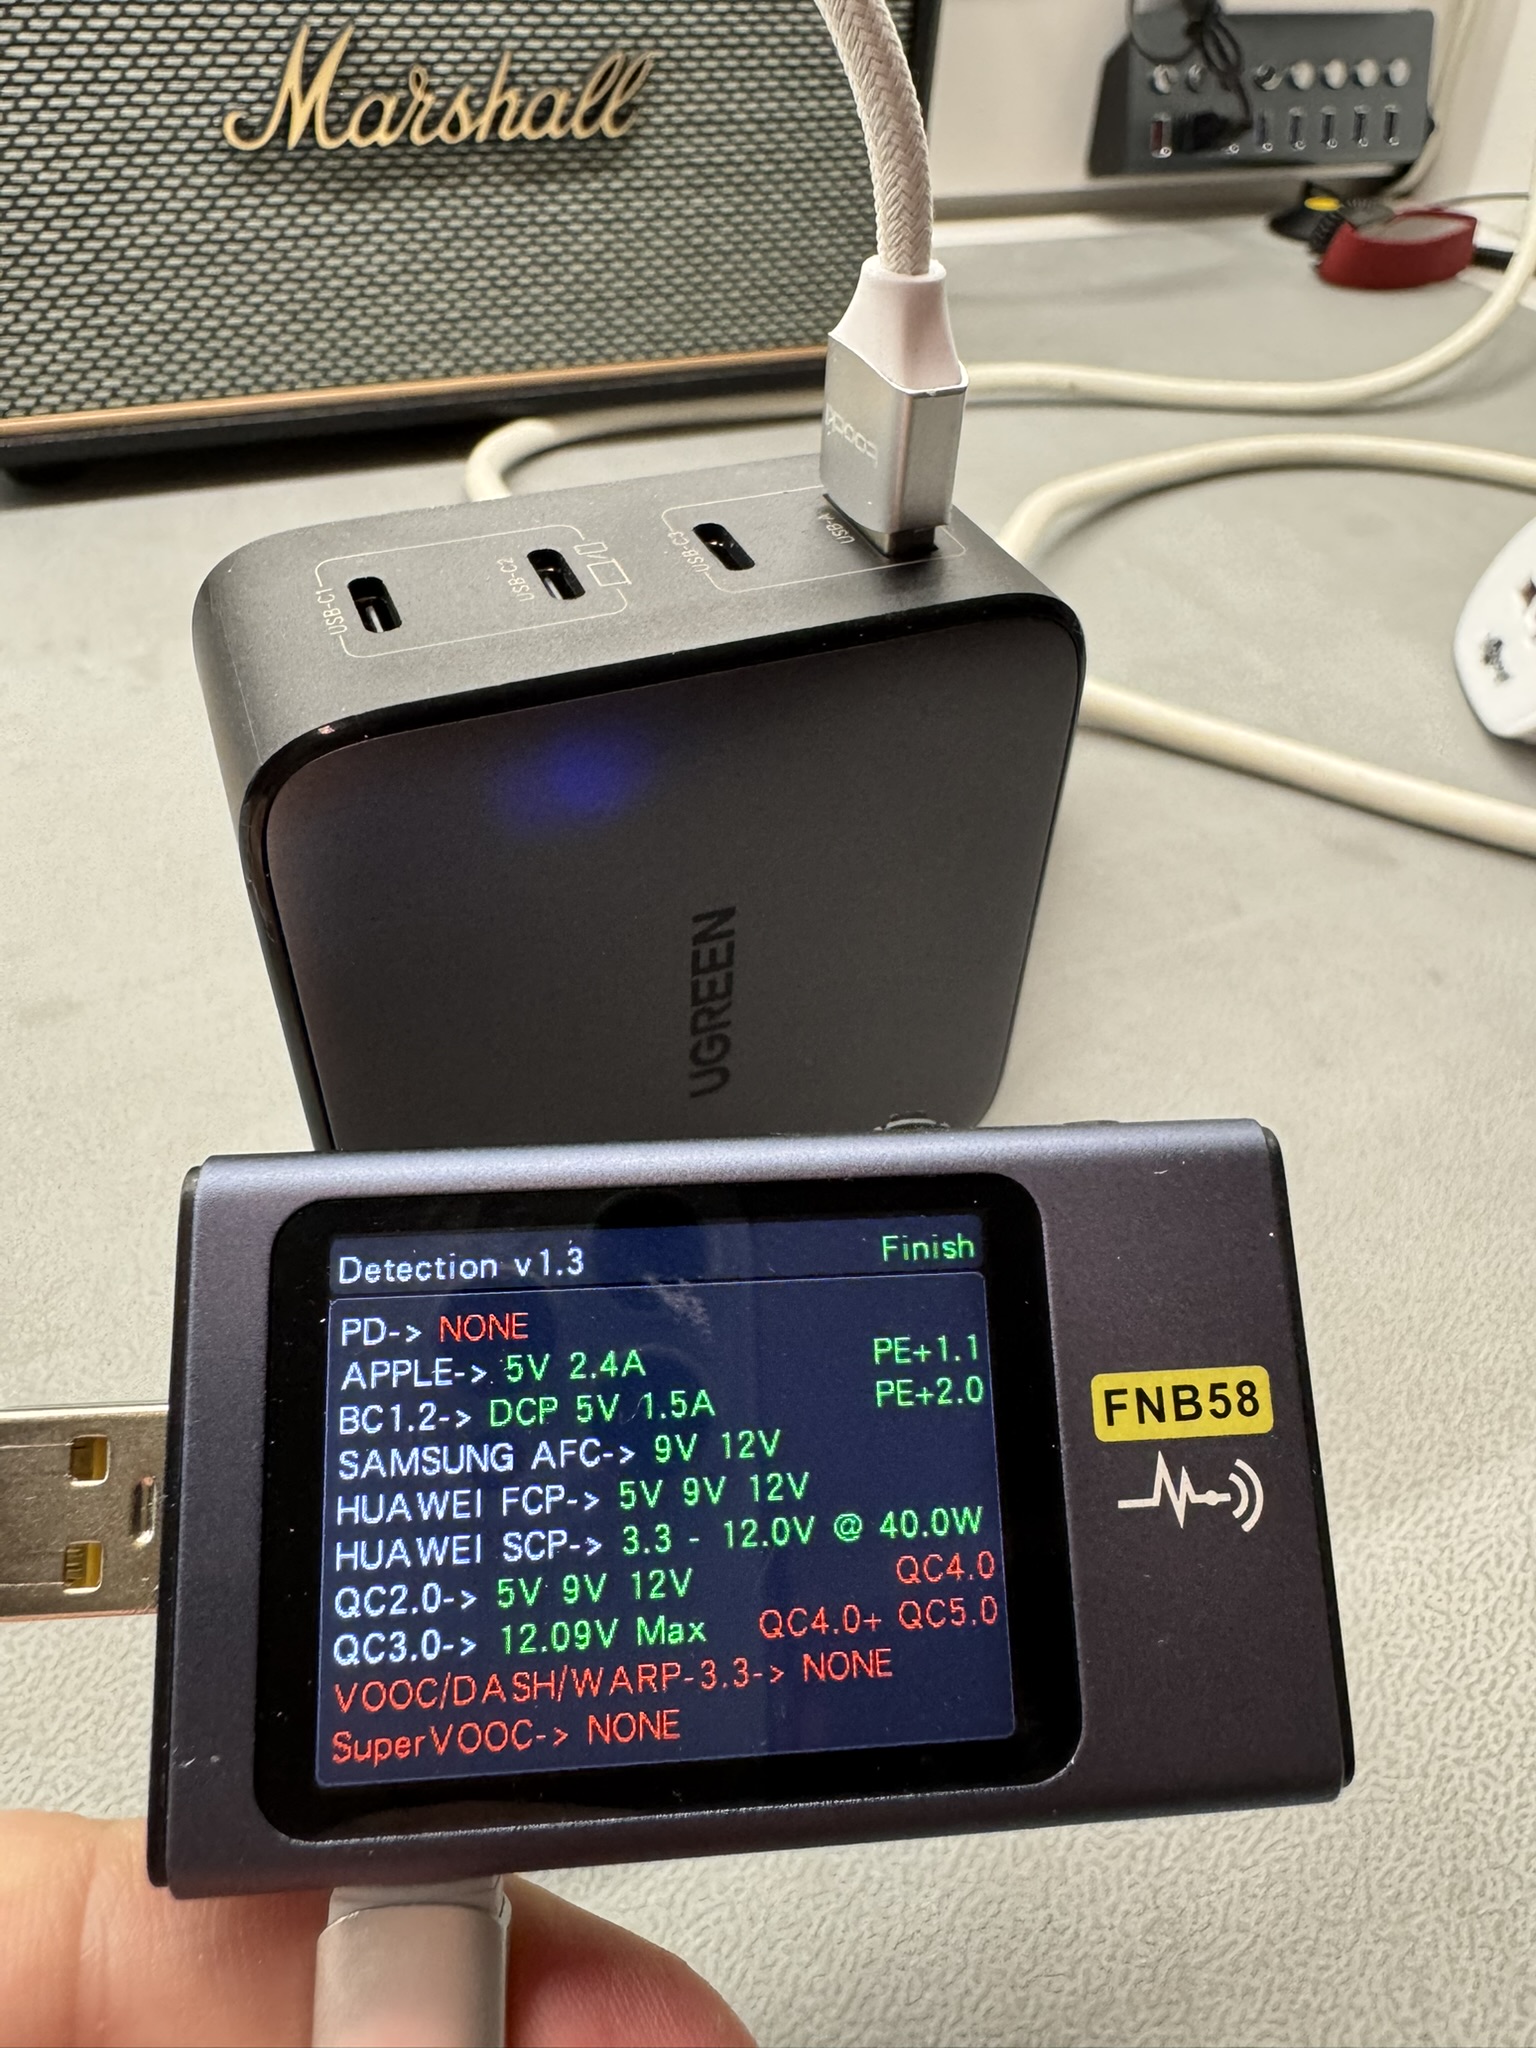 Marshall
USB-C1
USB-C2
USB-C3
USB-A
UGREEN
Detection v1.3 Finish
PD-> NONE
APPLE-> 5V 2.4A PE+1.1
BC1.2-> DCP 5V 1.5A PE+2.0
SAMSUNG AFC-> 9V 12V
HUAWEI FCP-> 5V 9V 12V
HUAWEI SCP-> 3.3 - 12.0V @ 40.0W
QC2.0-> 5V 9V 12V QC4.0
QC3.0-> 12.09V Max QC4.0+ QC5.0
VOOC/DASH/WARP-3.3-> NONE
SuperVOOC-> NONE
FNB58